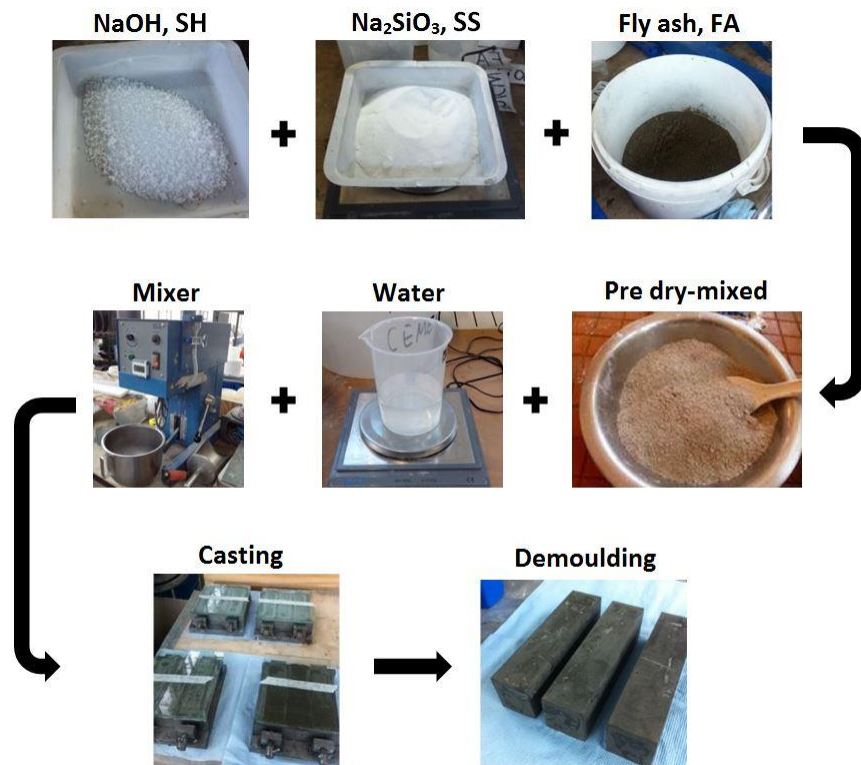 NaOH, SH
Na₂SiO₃, SS
Fly ash, FA
Mixer
Water
Pre dry-mixed
Casting
Demoulding